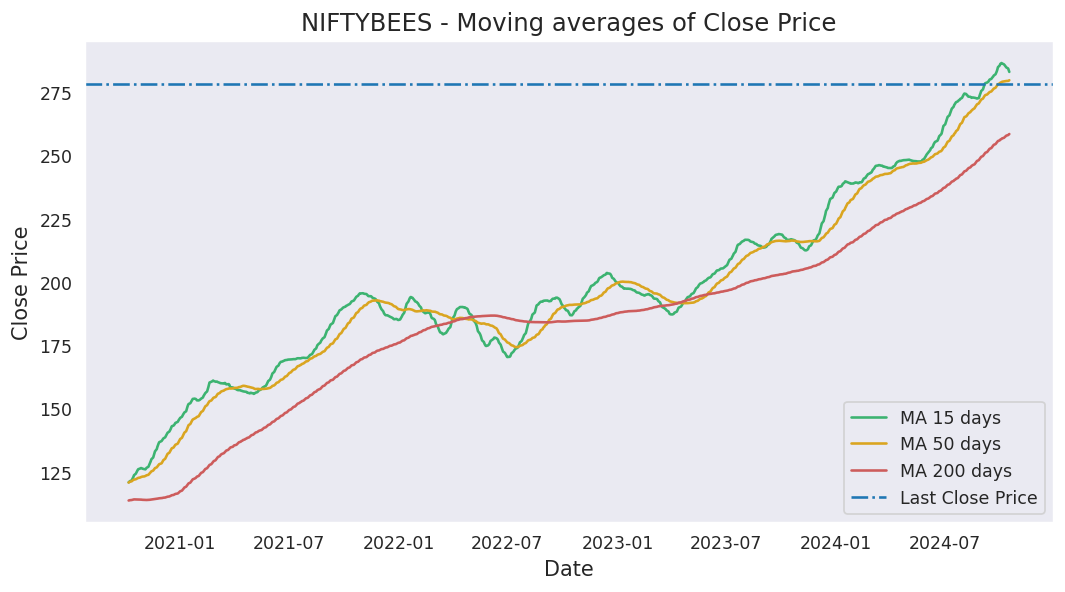 NIFTYBEES - Moving averages of Close Price
Close Price
275
250
225
200
175
150
125
MA 15 days
MA 50 days
MA 200 days
Last Close Price
2021-01 2021-07 2022-01 2022-07 2023-01 2023-07 2024-01 2024-07
Date